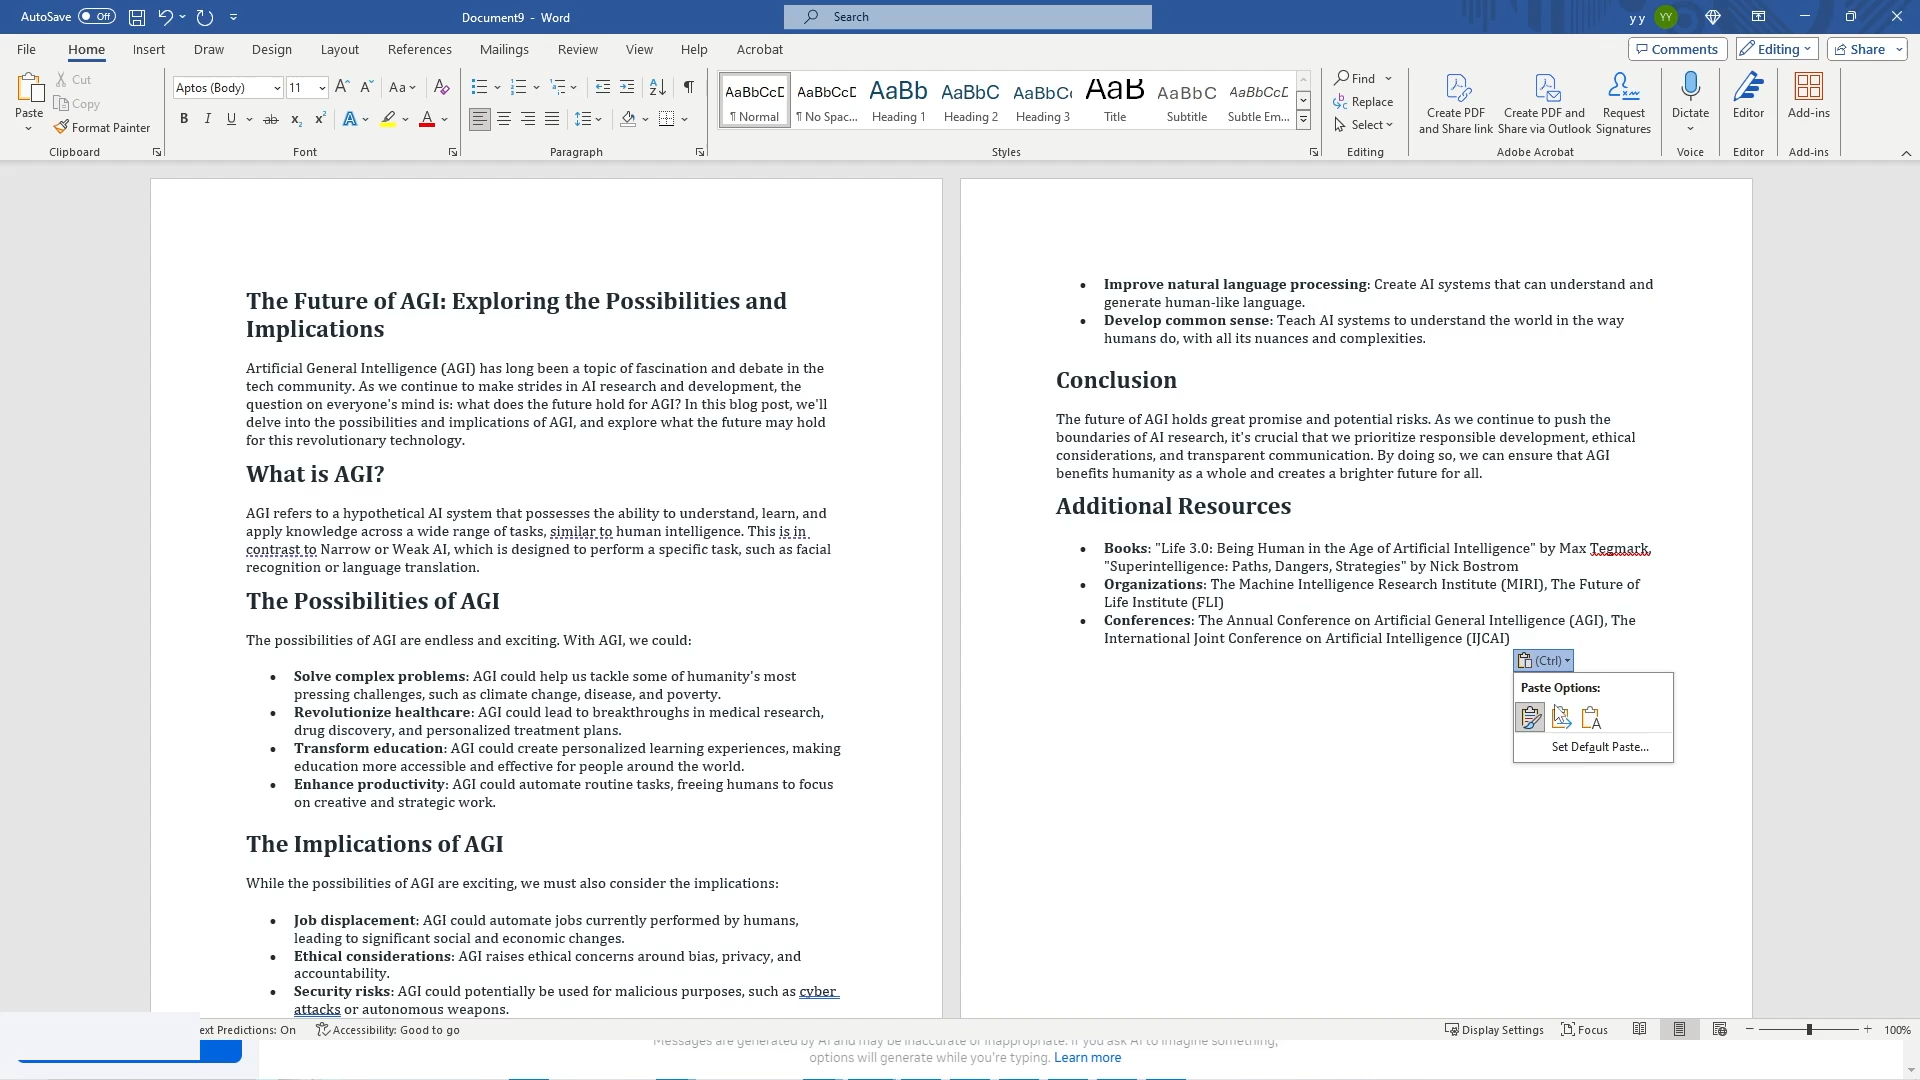 AutoSave Off Document9 - Word Search y y YY
File Home Insert Draw Design Layout References Mailings Review View Help Acrobat Comments Editing Share
Paste Cut Copy Format Painter Clipboard
Aptos (Body) 11 Aa Font
Paragraph
AaBbCcD AaBbCcD AaBb AaBbC AaBbCc AaB AaBbC AaBbCcD
¶ Normal ¶ No Spac... Heading 1 Heading 2 Heading 3 Title Subtitle Subtle Em...
Styles
Find Replace Select Editing
Create PDF and Share link Create PDF and Share via Outlook Request Signatures Adobe Acrobat
Dictate Voice Editor Editor Add-ins Add-ins
The Future of AGI: Exploring the Possibilities and
Implications
Artificial General Intelligence (AGI) has long been a topic of fascination and debate in the
tech community. As we continue to make strides in AI research and development, the
question on everyone's mind is: what does the future hold for AGI? In this blog post, we'll
delve into the possibilities and implications of AGI, and explore what the future may hold
for this revolutionary technology.
What is AGI?
AGI refers to a hypothetical AI system that possesses the ability to understand, learn, and
apply knowledge across a wide range of tasks, similar to human intelligence. This is in
contrast to Narrow or Weak AI, which is designed to perform a specific task, such as facial
recognition or language translation.
The Possibilities of AGI
The possibilities of AGI are endless and exciting. With AGI, we could:
• Solve complex problems: AGI could help us tackle some of humanity's most
pressing challenges, such as climate change, disease, and poverty.
• Revolutionize healthcare: AGI could lead to breakthroughs in medical research,
drug discovery, and personalized treatment plans.
• Transform education: AGI could create personalized learning experiences, making
education more accessible and effective for people around the world.
• Enhance productivity: AGI could automate routine tasks, freeing humans to focus
on creative and strategic work.
The Implications of AGI
While the possibilities of AGI are exciting, we must also consider the implications:
• Job displacement: AGI could automate jobs currently performed by humans,
leading to significant social and economic changes.
• Ethical considerations: AGI raises ethical concerns around bias, privacy, and
accountability.
• Security risks: AGI could potentially be used for malicious purposes, such as cyber
attacks or autonomous weapons.
• Improve natural language processing: Create AI systems that can understand and
generate human-like language.
• Develop common sense: Teach AI systems to understand the world in the way
humans do, with all its nuances and complexities.
Conclusion
The future of AGI holds great promise and potential risks. As we continue to push the
boundaries of AI research, it's crucial that we prioritize responsible development, ethical
considerations, and transparent communication. By doing so, we can ensure that AGI
benefits humanity as a whole and creates a brighter future for all.
Additional Resources
• Books: "Life 3.0: Being Human in the Age of Artificial Intelligence" by Max Tegmark,
"Superintelligence: Paths, Dangers, Strategies" by Nick Bostrom
• Organizations: The Machine Intelligence Research Institute (MIRI), The Future of
Life Institute (FLI)
• Conferences: The Annual Conference on Artificial General Intelligence (AGI), The
International Joint Conference on Artificial Intelligence (IJCAI)
(Ctrl)
Paste Options:
Set Default Paste...
ext Predictions: On Accessibility: Good to go Display Settings Focus 100%
Messages are generated by AI and may be inaccurate or inappropriate. If you ask AI to imagine something,
options will generate while you're typing. Learn more